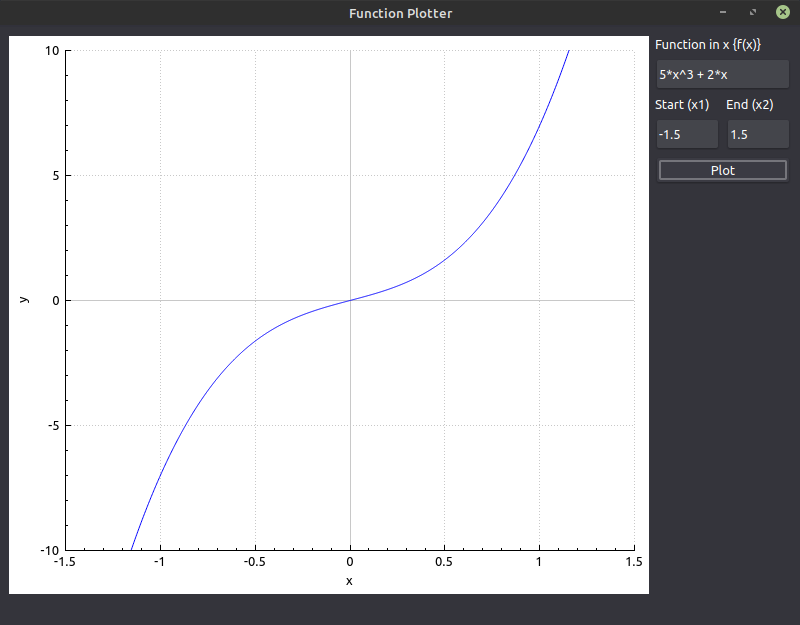 Function Plotter
Function in x {f(x)}
5*x^3 + 2*x
Start (x1) End (x2)
-1.5 1.5
Plot
10
5
y
0
-5
-10
-1.5 -1 -0.5 0 0.5 1 1.5
x